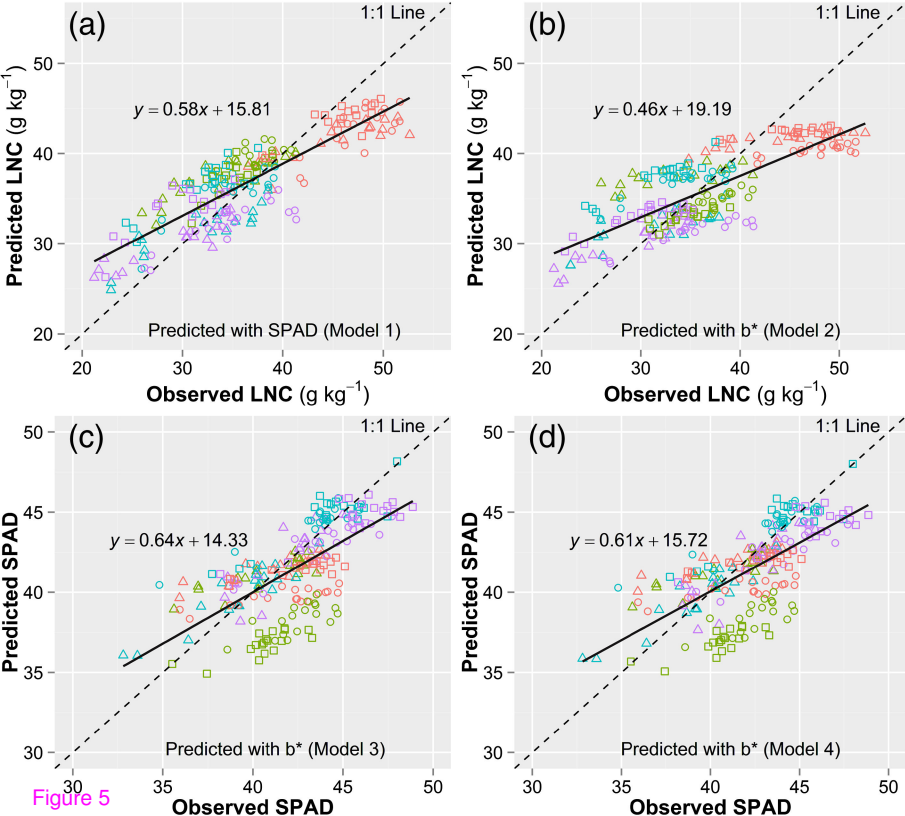 (a)
1:1 Line
y = 0.58x + 15.81
Predicted LNC (g kg⁻¹)
50
40
30
20
Predicted with SPAD (Model 1)
20 30 40 50
Observed LNC (g kg⁻¹)
(b)
1:1 Line
y = 0.46x + 19.19
Predicted LNC (g kg⁻¹)
50
40
30
20
Predicted with b* (Model 2)
20 30 40 50
Observed LNC (g kg⁻¹)
(c)
1:1 Line
y = 0.64x + 14.33
Predicted SPAD
50
45
40
35
30
Predicted with b* (Model 3)
30 35 40 45 50
Observed SPAD
(d)
1:1 Line
y = 0.61x + 15.72
Predicted SPAD
50
45
40
35
30
Predicted with b* (Model 4)
30 35 40 45 50
Observed SPAD
Figure 5